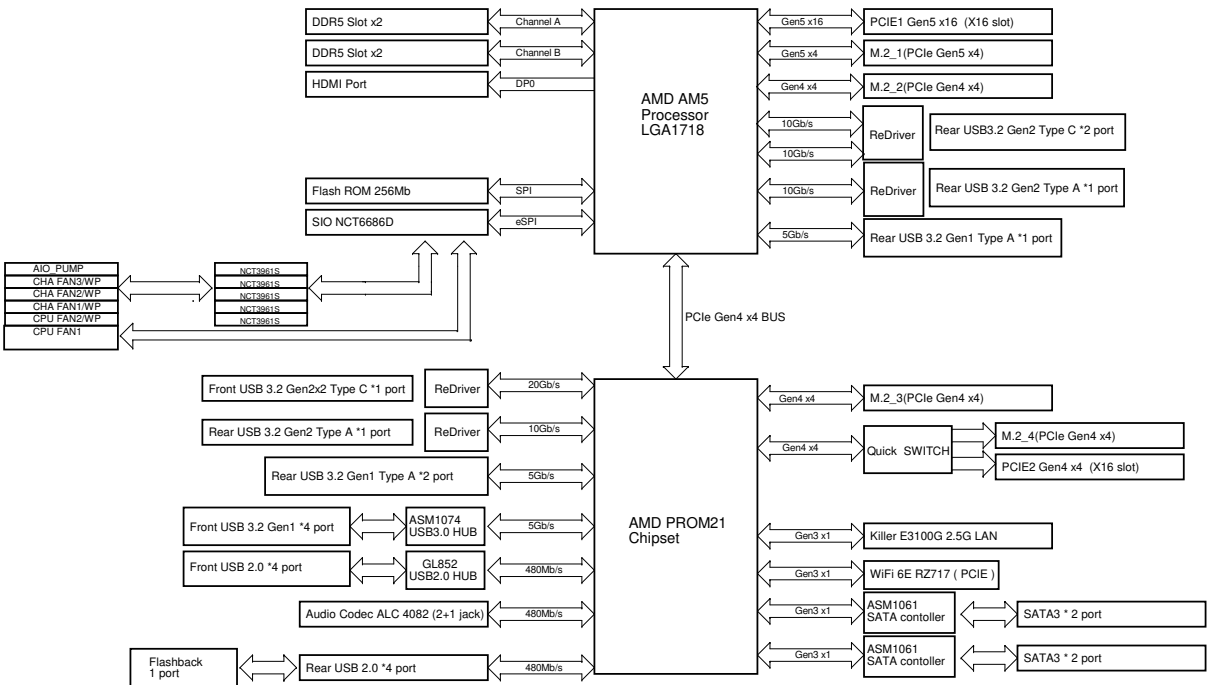 DDR5 Slot x2
Channel A
DDR5 Slot x2
Channel B
HDMI Port
DP0
AMD AM5
Processor
LGA1718
Gen5 x16
PCIE1 Gen5 x16 (X16 slot)
Gen5 x4
M.2_1(PCIe Gen5 x4)
Gen4 x4
M.2_2(PCIe Gen4 x4)
10Gb/s
10Gb/s
ReDriver
Rear USB3.2 Gen2 Type C *2 port
10Gb/s
ReDriver
Rear USB 3.2 Gen2 Type A *1 port
5Gb/s
Rear USB 3.2 Gen1 Type A *1 port
Flash ROM 256Mb
SPI
SIO NCT6686D
eSPI
AIO_PUMP
CHA FAN3/WP
CHA FAN2/WP
CHA FAN1/WP
CPU FAN2/WP
CPU FAN1
NCT3961S
NCT3961S
NCT3961S
NCT3961S
NCT3961S
PCIe Gen4 x4 BUS
Front USB 3.2 Gen2x2 Type C *1 port
ReDriver
20Gb/s
Rear USB 3.2 Gen2 Type A *1 port
ReDriver
10Gb/s
Rear USB 3.2 Gen1 Type A *2 port
5Gb/s
Front USB 3.2 Gen1 *4 port
ASM1074
USB3.0 HUB
5Gb/s
Front USB 2.0 *4 port
GL852
USB2.0 HUB
480Mb/s
Audio Codec ALC 4082 (2+1 jack)
480Mb/s
Flashback
1 port
Rear USB 2.0 *4 port
480Mb/s
AMD PROM21
Chipset
Gen4 x4
M.2_3(PCIe Gen4 x4)
Gen4 x4
Quick SWITCH
M.2_4(PCIe Gen4 x4)
PCIE2 Gen4 x4 (X16 slot)
Gen3 x1
Killer E3100G 2.5G LAN
Gen3 x1
WiFi 6E RZ717 ( PCIE )
Gen3 x1
ASM1061
SATA contoller
SATA3 * 2 port
Gen3 x1
ASM1061
SATA contoller
SATA3 * 2 port